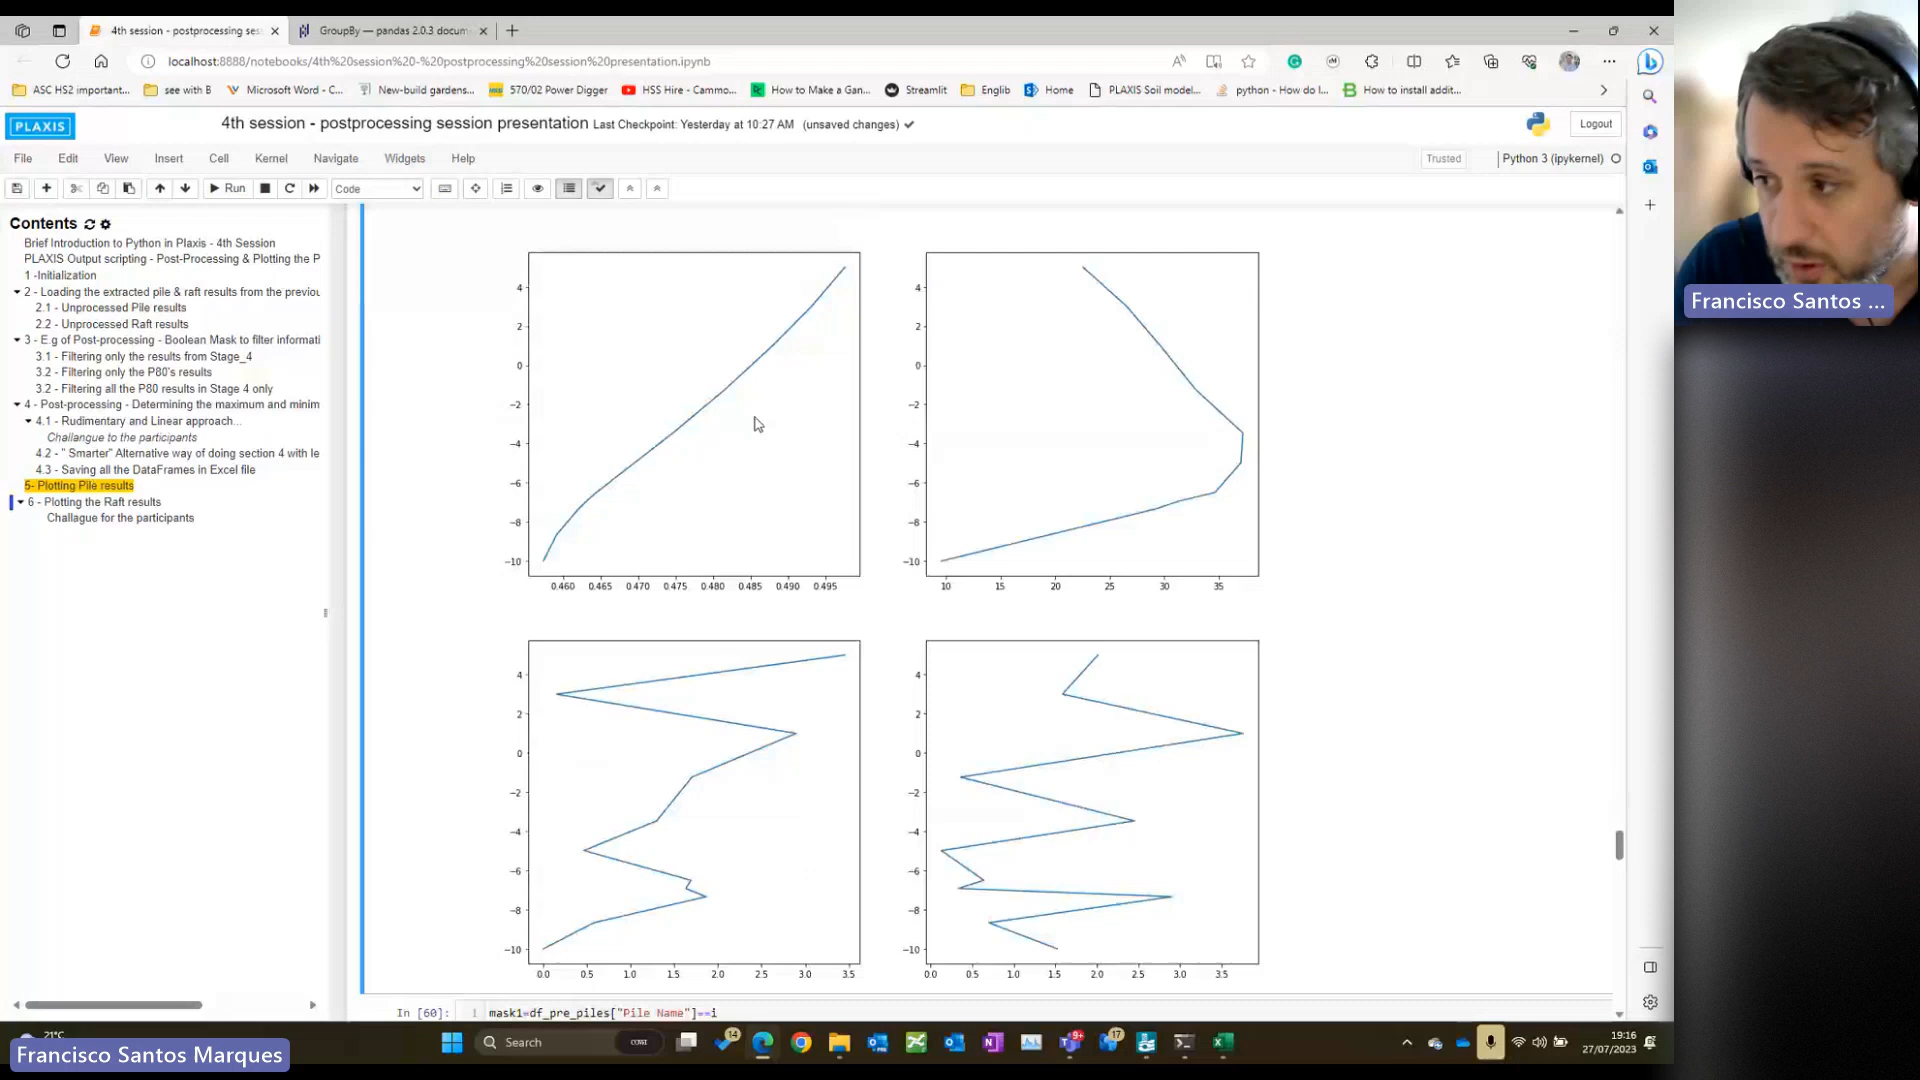 4th session - postprocessing ses
GroupBy — pandas 2.0.3 docum
localhost:8888/notebooks/4th%20session%20-%20postprocessing%20session%20presentation.ipynb
ASC HS2 important...
see with B
Microsoft Word - C...
New-build gardens...
570/02 Power Digger
HSS Hire - Cammo...
How to Make a Gan...
Streamlit
Englib
Home
PLAXIS Soil model...
python - How do I...
How to install addit...
PLAXIS
4th session - postprocessing session presentation Last Checkpoint: Yesterday at 10:27 AM (unsaved changes)
Logout
File Edit View Insert Cell Kernel Navigate Widgets Help
Trusted
Python 3 (ipykernel)
Run
Code
Contents
Brief Introduction to Python in Plaxis - 4th Session
PLAXIS Output scripting - Post-Processing & Plotting the P
1 -Initialization
2 - Loading the extracted pile & raft results from the previou
2.1 - Unprocessed Pile results
2.2 - Unprocessed Raft results
3 - E.g of Post-processing - Boolean Mask to filter informati
3.1 - Filtering only the results from Stage_4
3.2 - Filtering only the P80's results
3.2 - Filtering all the P80 results in Stage 4 only
4 - Post-processing - Determining the maximum and minim
4.1 - Rudimentary and Linear approach...
Challangue to the participants
4.2 - " Smarter" Alternative way of doing section 4 with le
4.3 - Saving all the DataFrames in Excel file
5- Plotting Pile results
6 - Plotting the Raft results
Challague for the participants
4
2
0
−2
−4
−6
−8
−10
0.460 0.465 0.470 0.475 0.480 0.485 0.490 0.495
4
2
0
−2
−4
−6
−8
−10
10 15 20 25 30 35
4
2
0
−2
−4
−6
−8
−10
0.0 0.5 1.0 1.5 2.0 2.5 3.0 3.5
4
2
0
−2
−4
−6
−8
−10
0.0 0.5 1.0 1.5 2.0 2.5 3.0 3.5
In [60]: 1 mask1=df_pre_piles["Pile Name"]==i
Francisco Santos ...
21°C
Francisco Santos Marques
Search
14
9+
17
19:16
27/07/2023